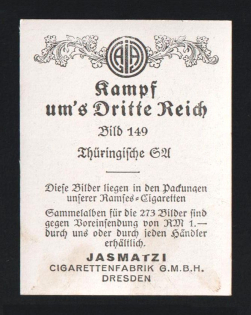 Kampf
um's Dritte Reich
Bild 149
Thüringische SA
Diese Bilder liegen in den Packungen
unserer Ramses-Cigaretten
Sammelalben für die 273 Bilder sind
gegen Voreinsendung von RM 1.—
durch uns oder durch jeden Händler
erhältlich.
JASMATZI
CIGARETTENFABRIK G.M.B.H.
DRESDEN